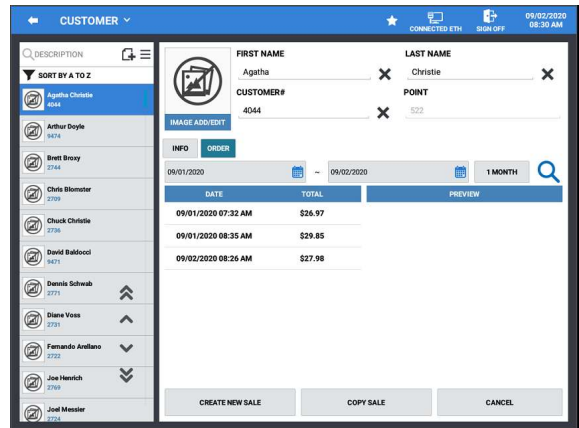 CUSTOMER
CONNECTED ETH
SIGN OFF
09/02/2020
08:30 AM
DESCRIPTION
SORT BY A TO Z
Agatha Christie
4044
Arthur Doyle
9474
Brett Broxy
2744
Chris Blomster
2709
Chuck Christie
2736
David Baldocci
9471
Dennis Schwab
2771
Diane Voss
2731
Fernando Arellano
2722
Joe Henrich
2769
Joel Messier
2724
IMAGE ADD/EDIT
FIRST NAME
Agatha
LAST NAME
Christie
CUSTOMER#
4044
POINT
522
INFO
ORDER
09/01/2020
~
09/02/2020
1 MONTH
DATE
TOTAL
PREVIEW
09/01/2020 07:32 AM
$26.97
09/01/2020 08:35 AM
$29.85
09/02/2020 08:26 AM
$27.98
CREATE NEW SALE
COPY SALE
CANCEL